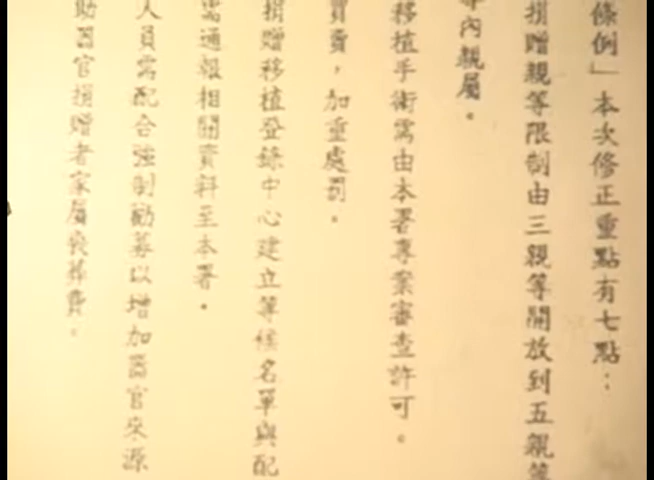 條例」本次修正重點有七點：
捐贈親等限制由三親等開放到五親等
等內親屬。
移植手術需由本署專案審查許可。
買賣，加重處罰。
捐贈移植登錄中心建立等候名單與配
需通報相關資料至本署。
人員需配合強制勸募以增加器官來源
助器官捐贈者家屬喪葬費。